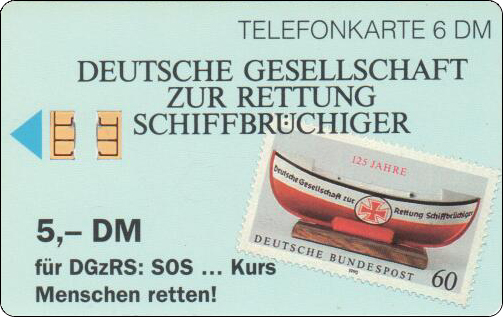 TELEFONKARTE 6 DM
DEUTSCHE GESELLSCHAFT
ZUR RETTUNG
SCHIFFBRÜCHIGER
125 JAHRE
Deutsche Gesellschaft zur Rettung Schiffbrüchiger
DEUTSCHE BUNDESPOST
1990
60
5,– DM
für DGzRS: SOS ... Kurs
Menschen retten!